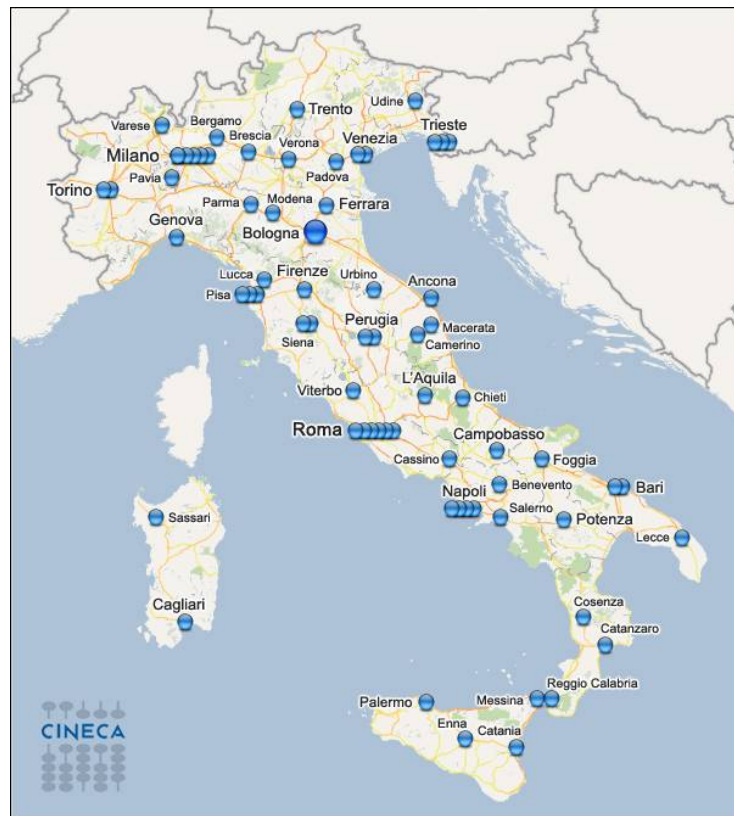 Trento
Udine
Varese
Bergamo
Brescia
Verona
Venezia
Trieste
Milano
Pavia
Padova
Torino
Parma
Modena
Ferrara
Genova
Bologna
Lucca
Firenze
Urbino
Ancona
Pisa
Siena
Perugia
Macerata
Camerino
Viterbo
L'Aquila
Chieti
Roma
Campobasso
Cassino
Foggia
Napoli
Benevento
Bari
Sassari
Salerno
Potenza
Lecce
Cagliari
Cosenza
Catanzaro
Palermo
Messina
Reggio Calabria
Enna
Catania
CINECA